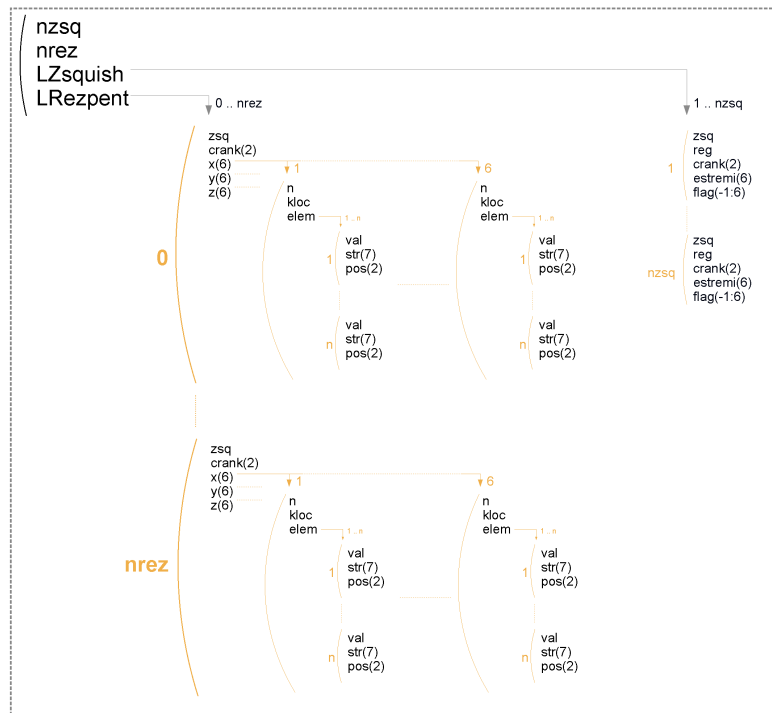 nzsq
nrez
LZsquish
LRezpent
0 .. nrez
1 .. nzsq
0
zsq
crank(2)
x(6)
y(6)
z(6)
1
6
n
kloc
elem
1 .. n
1
val
str(7)
pos(2)
n
val
str(7)
pos(2)
n
kloc
elem
1 .. n
1
val
str(7)
pos(2)
n
val
str(7)
pos(2)
1
zsq
reg
crank(2)
estremi(6)
flag(-1:6)
nzsq
zsq
reg
crank(2)
estremi(6)
flag(-1:6)
nrez
zsq
crank(2)
x(6)
y(6)
z(6)
1
6
n
kloc
elem
1 .. n
1
val
str(7)
pos(2)
n
val
str(7)
pos(2)
n
kloc
elem
1 .. n
1
val
str(7)
pos(2)
n
val
str(7)
pos(2)